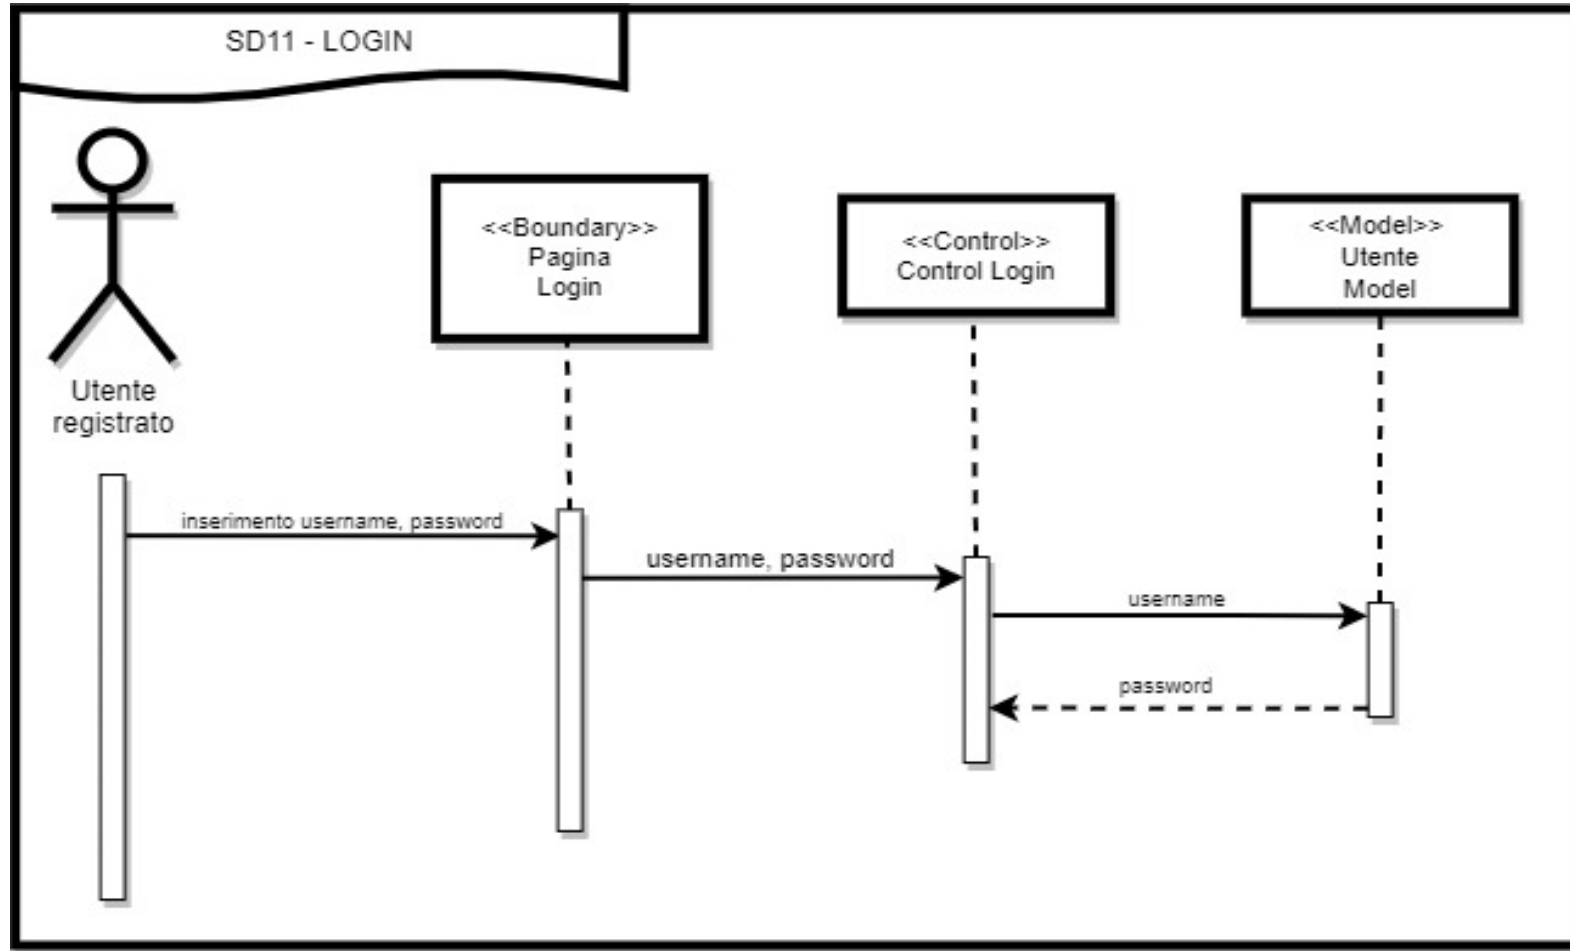 SD11 - LOGIN
Utente
registrato
<<Boundary>>
Pagina
Login
<<Control>>
Control Login
<<Model>>
Utente
Model
inserimento username, password
username, password
username
password